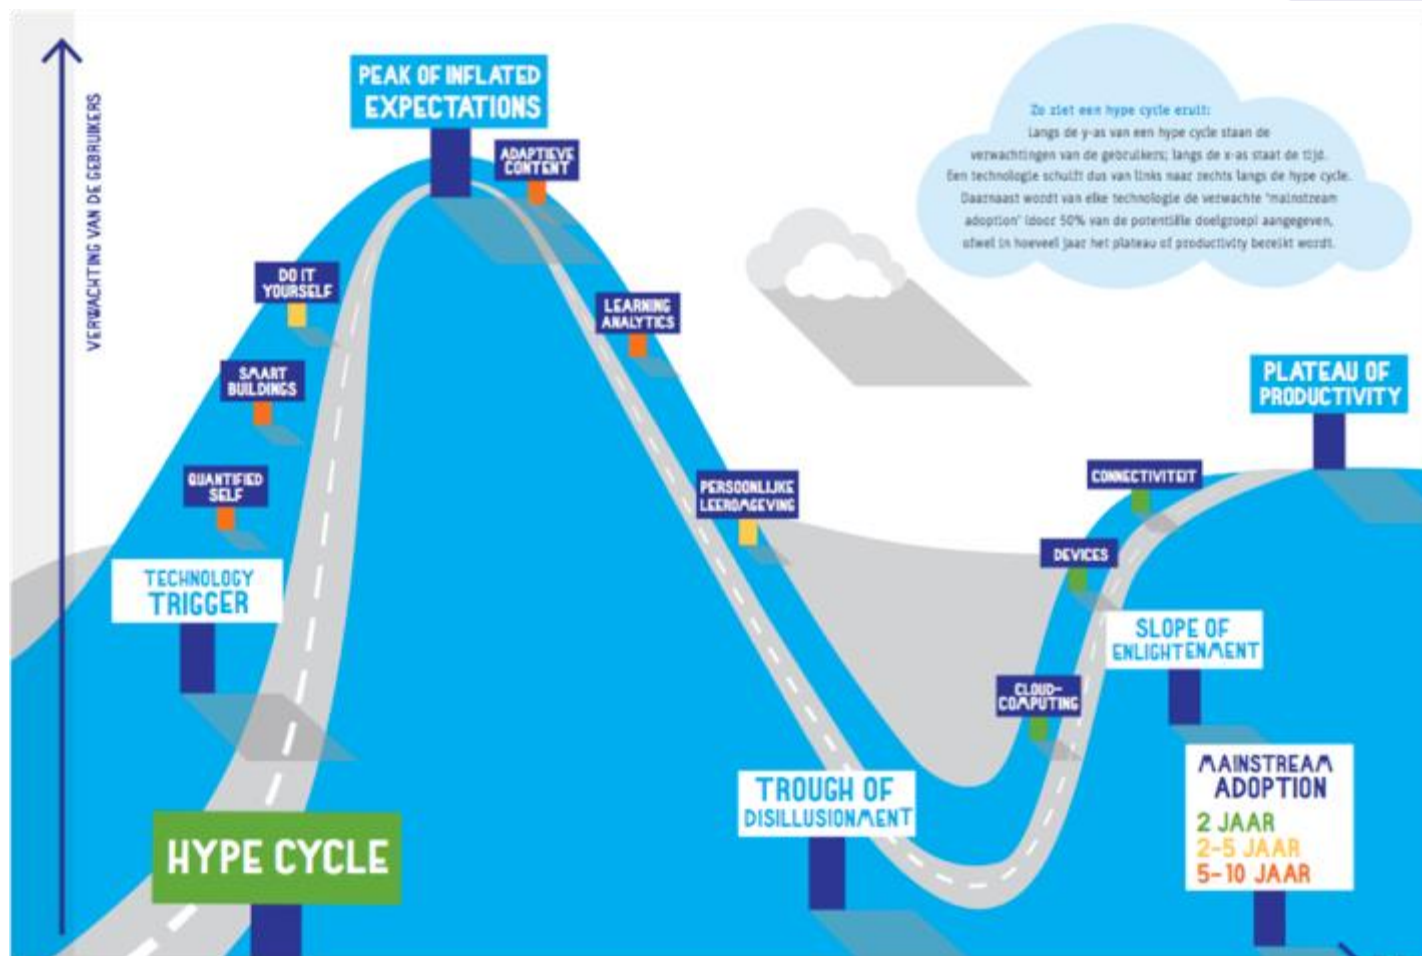 VERWACHTING VAN DE GEBRUIKERS
PEAK OF INFLATED
EXPECTATIONS
ADAPTIEVE
CONTENT
Zo ziet een hype cycle eruit:
Langs de y-as van een hype cycle staan de
verwachtingen van de gebruikers; langs de x-as staat de tijd.
Een technologie schuift dus van links naar rechts langs de hype cycle.
Daarnaast wordt van elke technologie de verwachte "mainstream
adoption" (door 50% van de potentiële doelgroep) aangegeven,
ofwel in hoeveel jaar het plateau of productivity bereikt wordt.
DO IT
YOURSELF
LEARNING
ANALYTICS
SMART
BUILDINGS
PLATEAU OF
PRODUCTIVITY
QUANTIFIED
SELF
PERSOONLIJKE
LEEROMGEVING
CONNECTIVITEIT
DEVICES
TECHNOLOGY
TRIGGER
SLOPE OF
ENLIGHTENMENT
CLOUD-
COMPUTING
TROUGH OF
DISILLUSIONMENT
MAINSTREAM
ADOPTION
2 JAAR
2-5 JAAR
5-10 JAAR
HYPE CYCLE